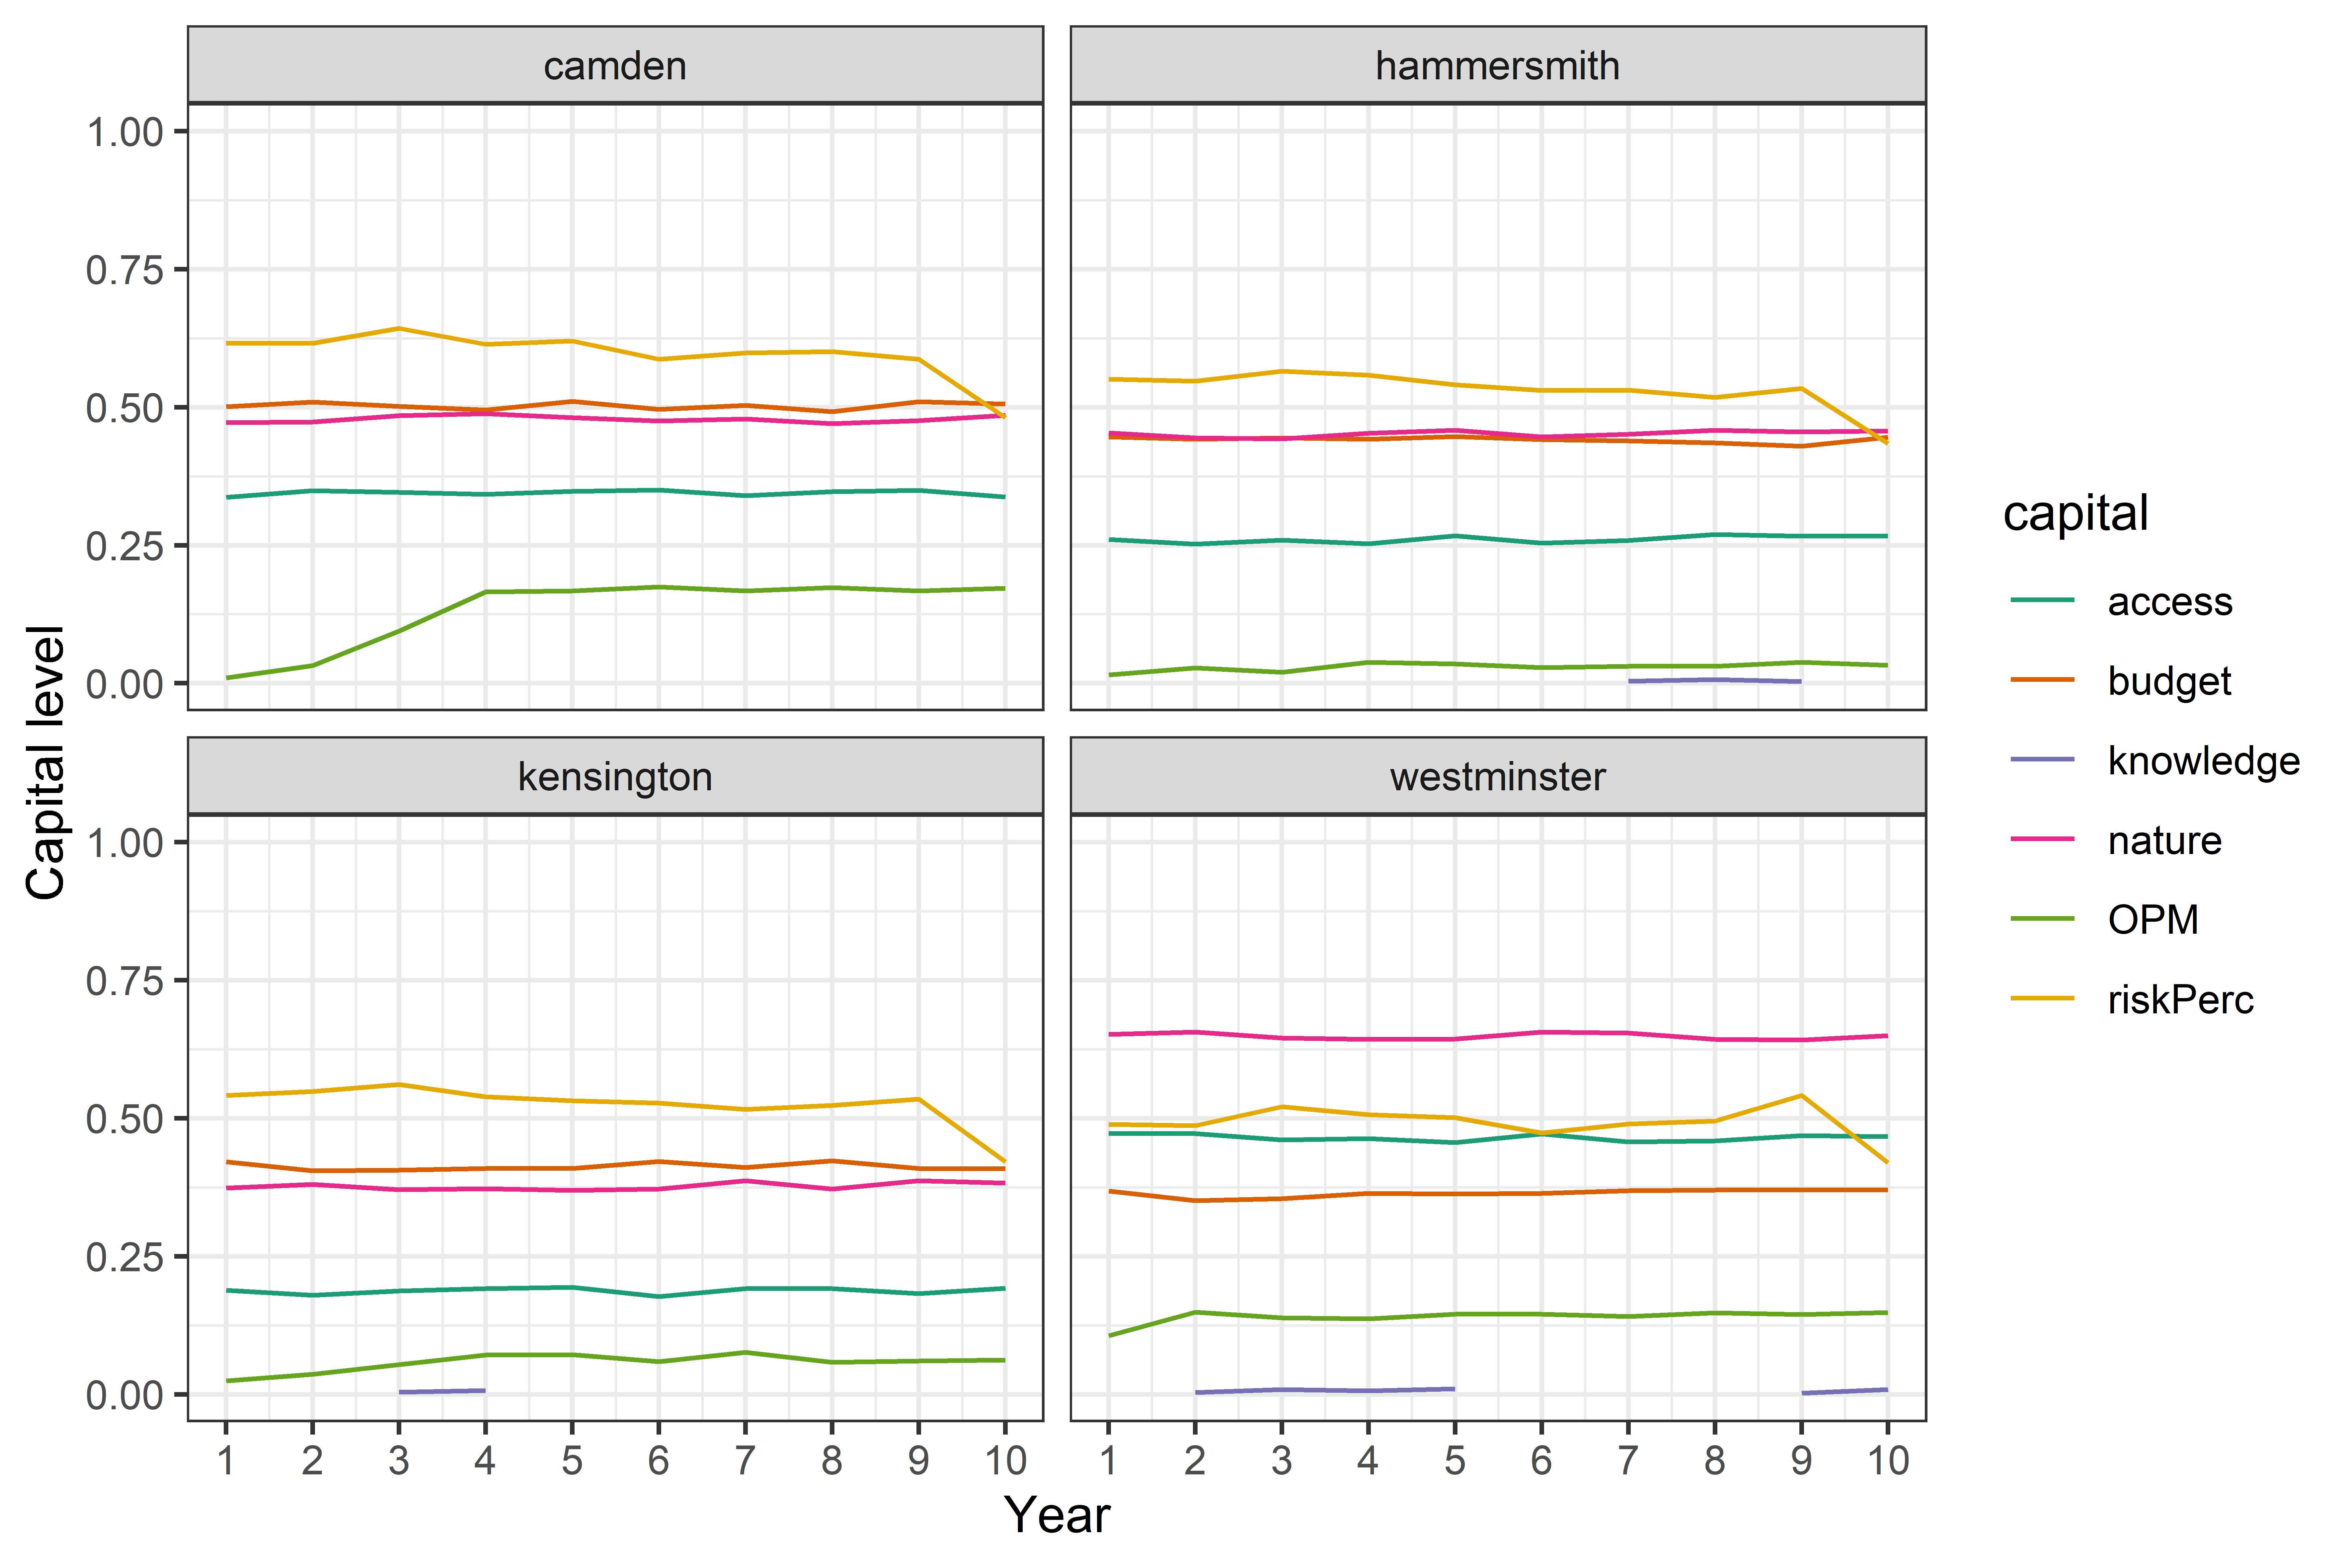 camden
hammersmith
1.00
0.75
0.50
0.25
0.00
kensington
westminster
1.00
0.75
0.50
0.25
0.00
1 2 3 4 5 6 7 8 9 10
1 2 3 4 5 6 7 8 9 10
Year
Capital level
capital
access
budget
knowledge
nature
OPM
riskPerc